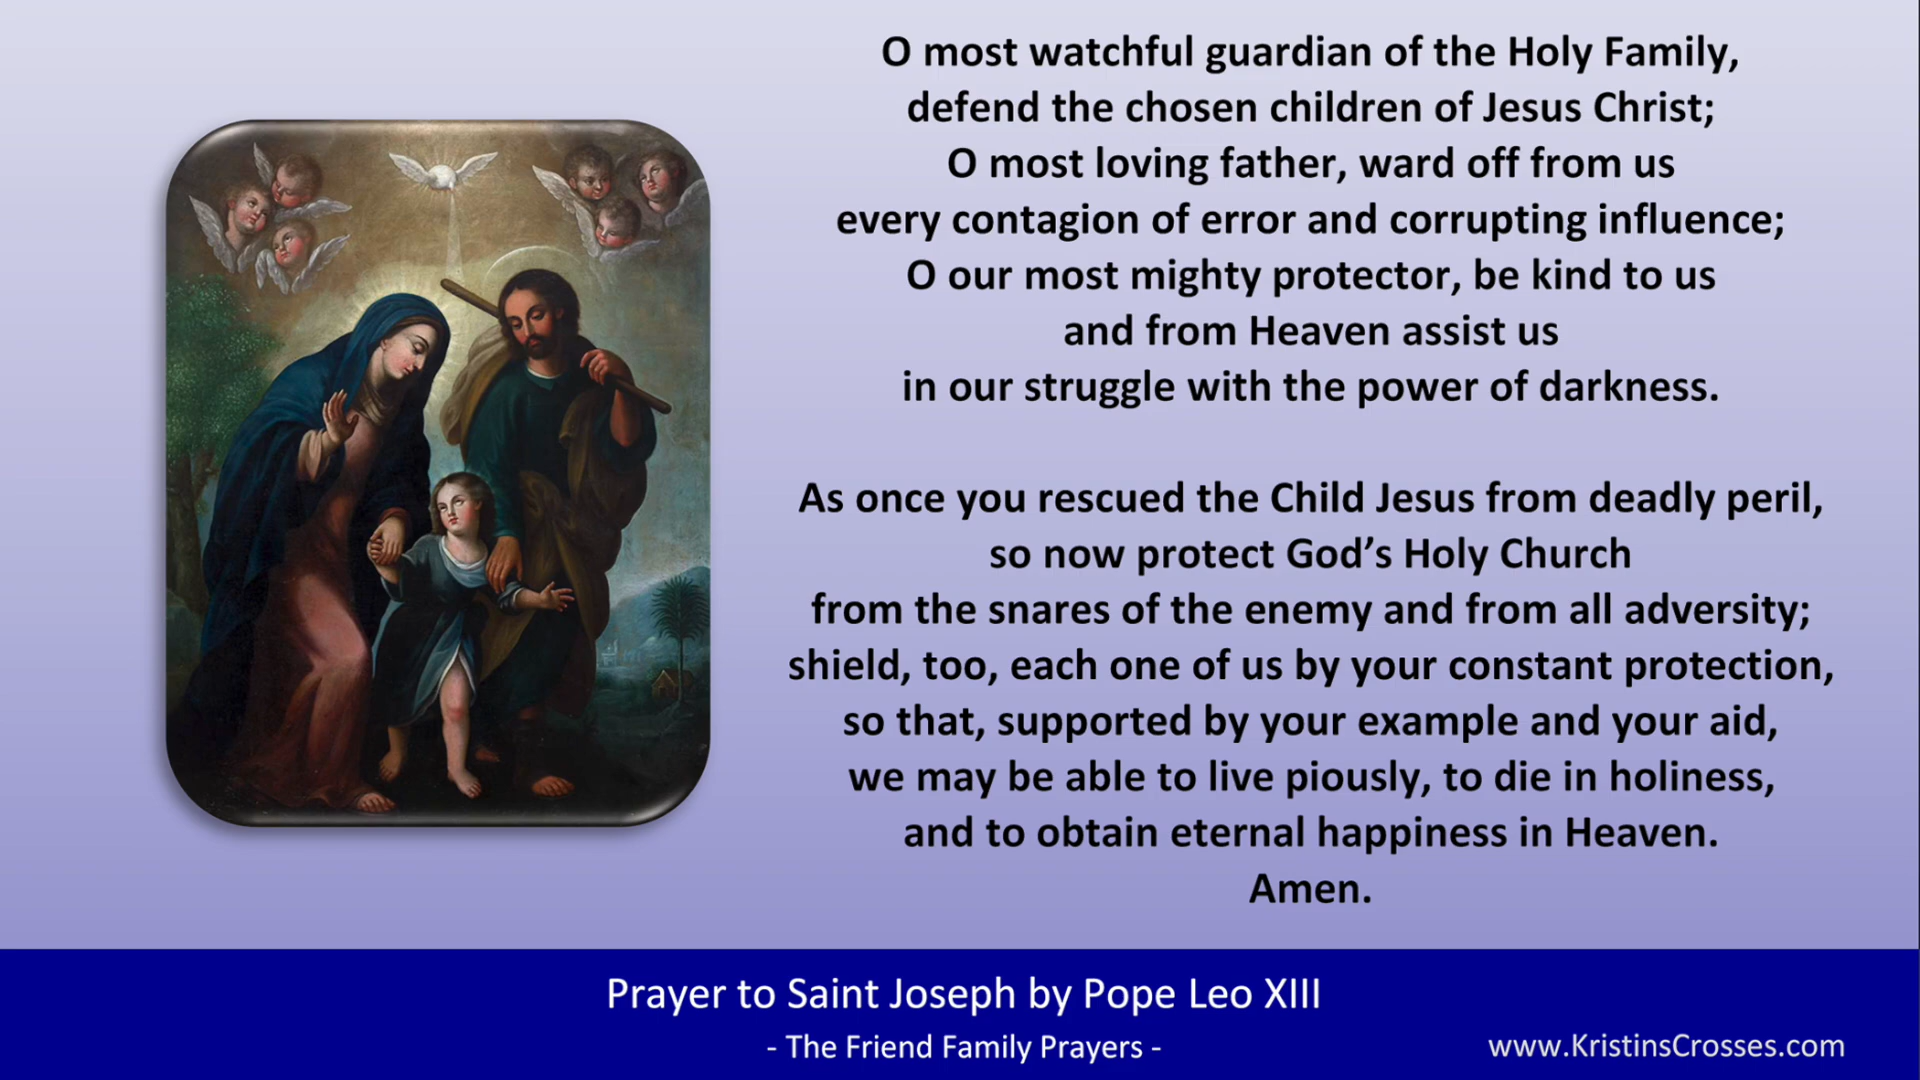 O most watchful guardian of the Holy Family,
defend the chosen children of Jesus Christ;
O most loving father, ward off from us
every contagion of error and corrupting influence;
O our most mighty protector, be kind to us
and from Heaven assist us
in our struggle with the power of darkness.
As once you rescued the Child Jesus from deadly peril,
so now protect God’s Holy Church
from the snares of the enemy and from all adversity;
shield, too, each one of us by your constant protection,
so that, supported by your example and your aid,
we may be able to live piously, to die in holiness,
and to obtain eternal happiness in Heaven.
Amen.
Prayer to Saint Joseph by Pope Leo XIII
- The Friend Family Prayers -
www.KristinsCrosses.com